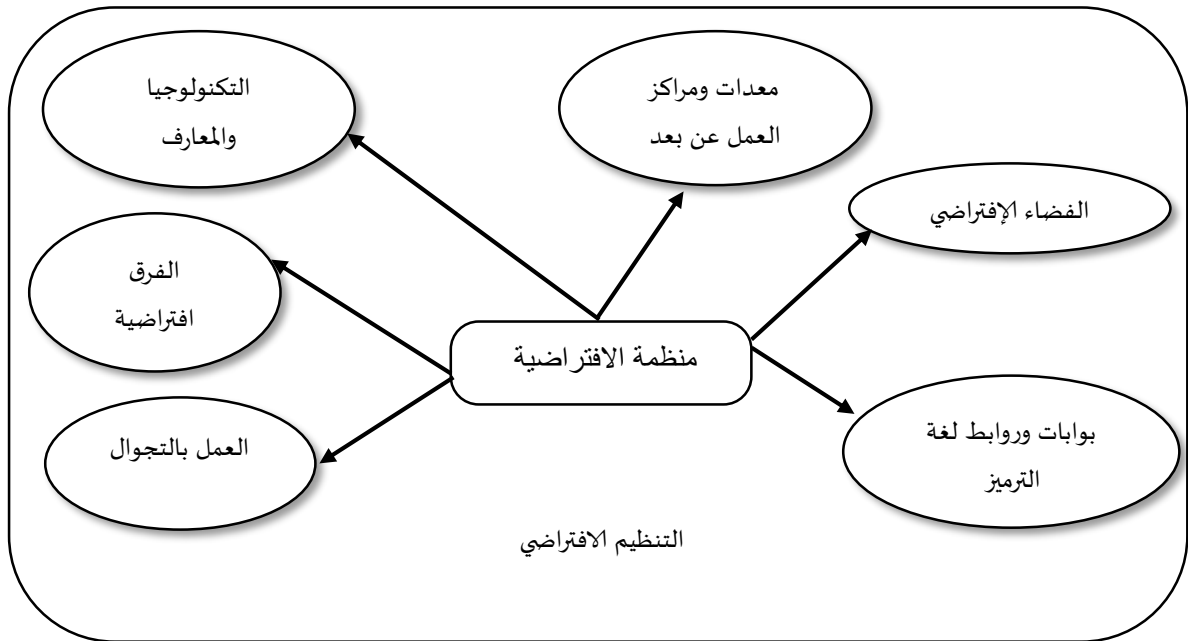 معدات ومراكز
العمل عن بعد
التكنولوجيا
والمعارف
الفضاء الإفتراضي
الفرق
افتراضية
منظمة الافتراضية
بوابات وروابط لغة
الترميز
العمل بالتجوال
التنظيم الافتراضي